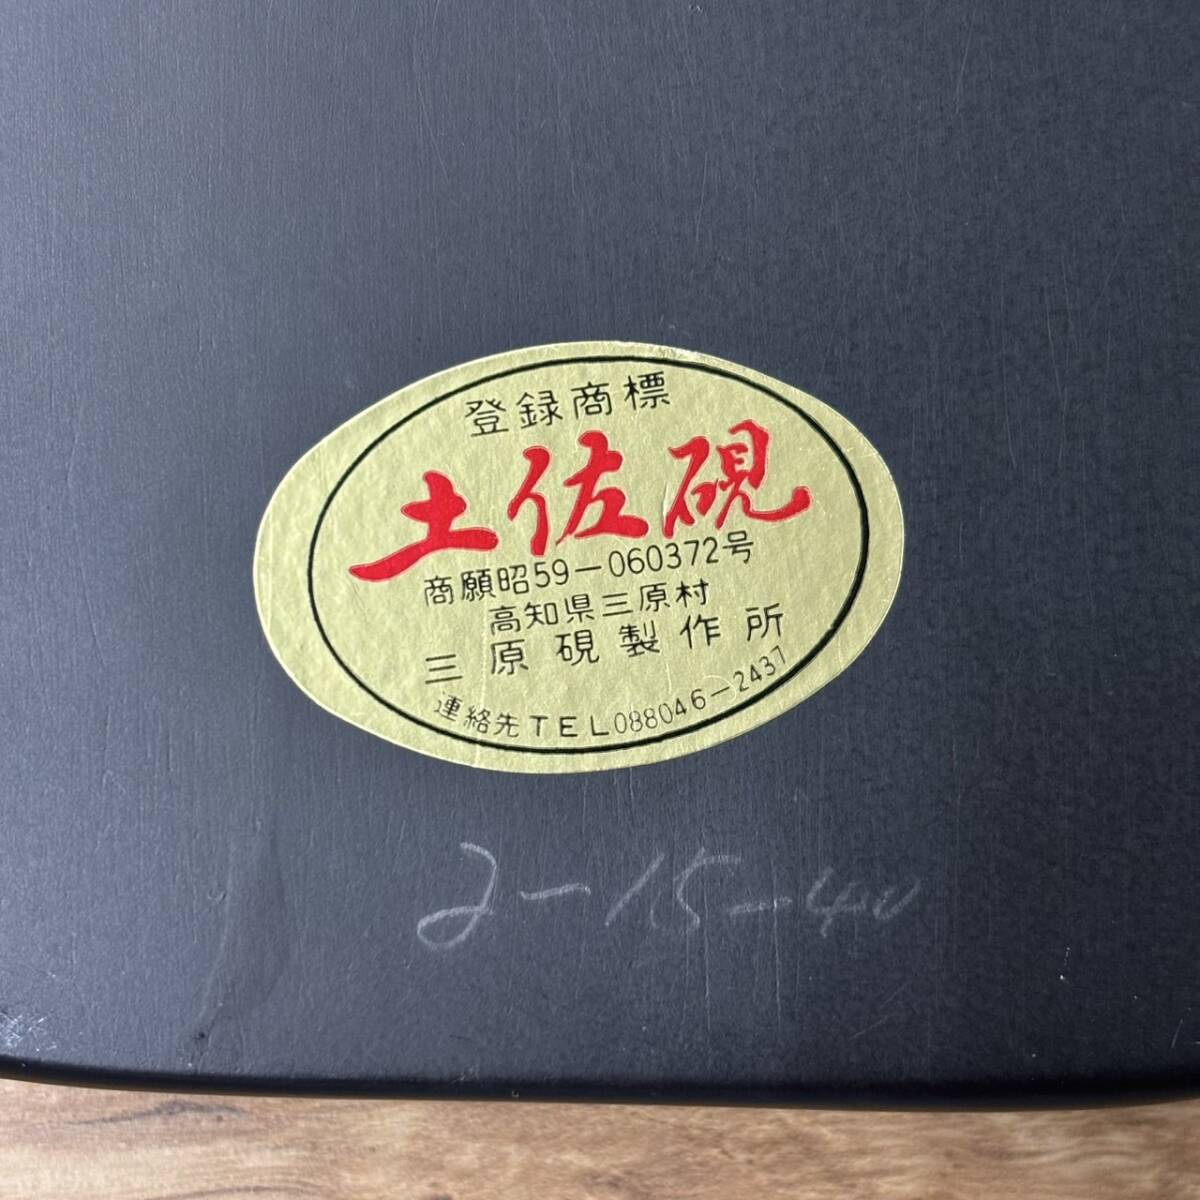 登録商標
土佐硯
商願昭59-060372号
高知県三原村
三原硯製作所
連絡先TEL088046-2437
2-15-40